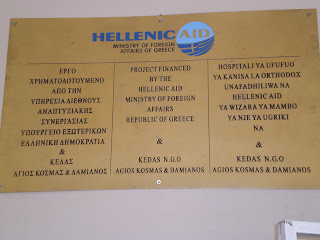 HELLENIC AID
MINISTRY OF FOREIGN
AFFAIRS OF GREECE
ΕΡΓΟ
ΧΡΗΜΑΤΟΔΟΤΟΥΜΕΝΟ
ΑΠΟ ΤΗΝ
ΥΠΗΡΕΣΙΑ ΔΙΕΘΝΟΥΣ
ΑΝΑΠΤΥΞΙΑΚΗΣ
ΣΥΝΕΡΓΑΣΙΑΣ
ΥΠΟΥΡΓΕΙΟ ΕΞΩΤΕΡΙΚΩΝ
ΕΛΛΗΝΙΚΗ ΔΗΜΟΚΡΑΤΙΑ
&
ΚΕΔΑΣ
ΑΓΙΟΣ ΚΟΣΜΑΣ & ΔΑΜΙΑΝΟΣ
PROJECT FINANCED
BY THE
HELLENIC AID
MINISTRY OF FOREIGN
AFFAIRS
REPUBLIC OF GREECE
&
KEDAS N.G.O
AGIOS KOSMAS & DAMIANOS
HOSPITALI YA UFUFUO
YA KANISA LA ORTHODOX
UNAFADHILIWA NA
HELLENIC AID
YA WIZARA YA MAMBO
YA NJE YA UGRIKI
NA
&
KEDAS N.G.O
AGIOS KOSMAS & DAMIANOS